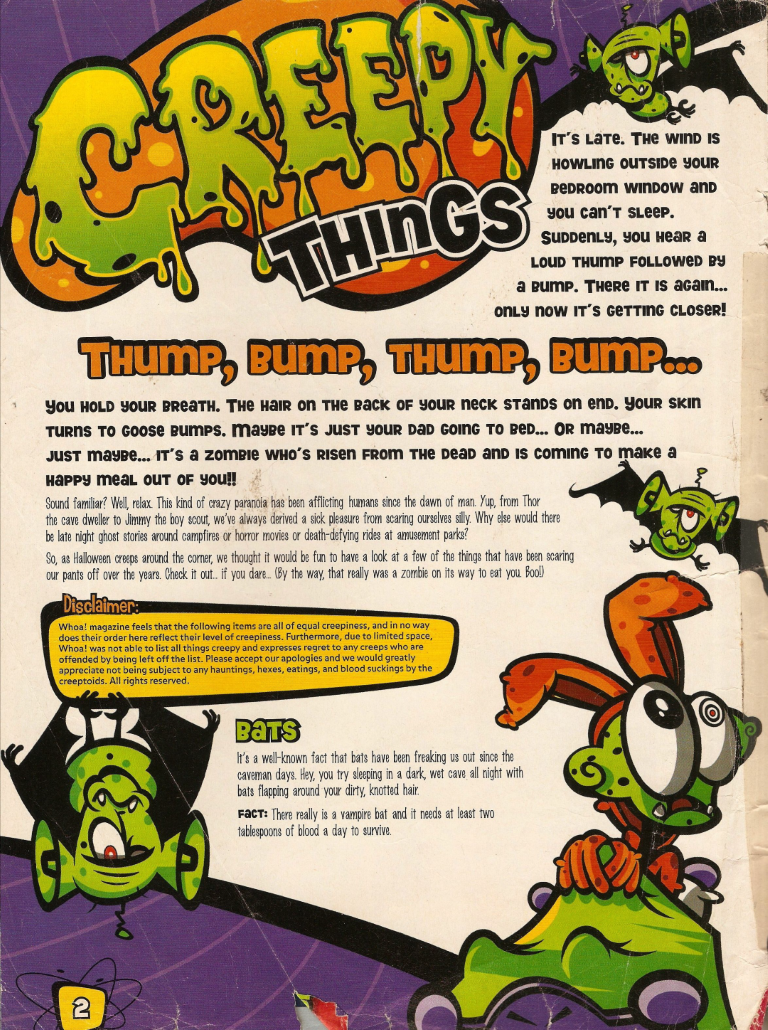 CREEPY
THINGS
It's late. The wind is
howling outside your
bedroom window and
you can't sleep.
Suddenly, you hear a
loud thump followed by
a bump. There it is again...
only now it's getting closer!
Thump, bump, thump, bump...
You hold your breath. The hair on the back of your neck stands on end. Your skin
turns to goose bumps. Maybe it's just your dad going to bed... Or maybe...
Just maybe... it's a zombie who's risen from the dead and is coming to make a
happy meal out of you!!
Sound familiar? Well, relax. This kind of crazy paranoia has been afflicting humans since the dawn of man. Yup, from Thor
the cave dweller to Jimmy the boy scout, we've always derived a sick pleasure from scaring ourselves silly. Why else would there
be late night ghost stories around campfires or horror movies or death-defying rides at amusement parks?
So, as Halloween creeps around the corner, we thought it would be fun to have a look at a few of the things that have been scaring
our pants off over the years. Check it out... if you dare... (By the way, that really was a zombie on its way to eat you. Boo!)
Disclaimer:
Whoa! magazine feels that the following items are all of equal creepiness, and in no way
does their order here reflect their level of creepiness. Furthermore, due to limited space,
Whoa! was not able to list all things creepy and expresses regret to any creeps who are
offended by being left off the list. Please accept our apologies and we would greatly
appreciate not being subject to any hauntings, hexes, eatings, and blood suckings by the
creeptoids. All rights reserved.
BATS
It's a well-known fact that bats have been freaking us out since the
caveman days. Hey, you try sleeping in a dark, wet cave all night with
bats flapping around your dirty, knotted hair.
FACT: There really is a vampire bat and it needs at least two
tablespoons of blood a day to survive.
2